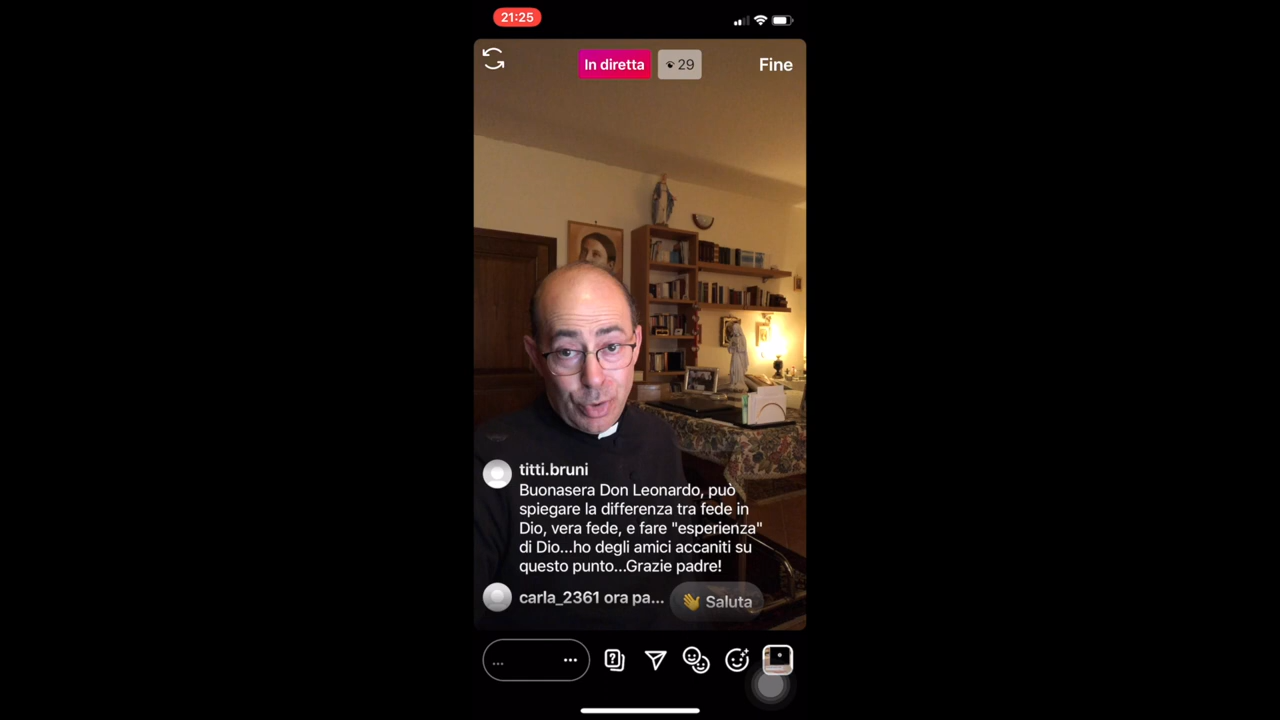 21:25
In diretta
29
Fine
titti.bruni
Buonasera Don Leonardo, può
spiegare la differenza tra fede in
Dio, vera fede, e fare "esperienza"
di Dio...ho degli amici accaniti su
questo punto...Grazie padre!
carla_2361 ora pa...
👋 Saluta
...